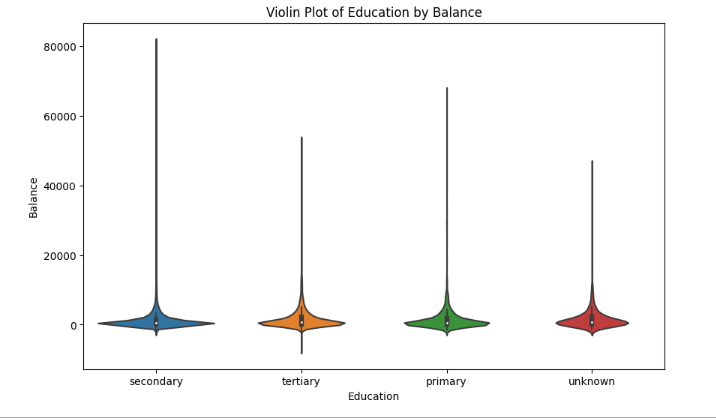 Violin Plot of Education by Balance
80000
60000
40000
20000
0
Balance
secondary tertiary primary unknown
Education